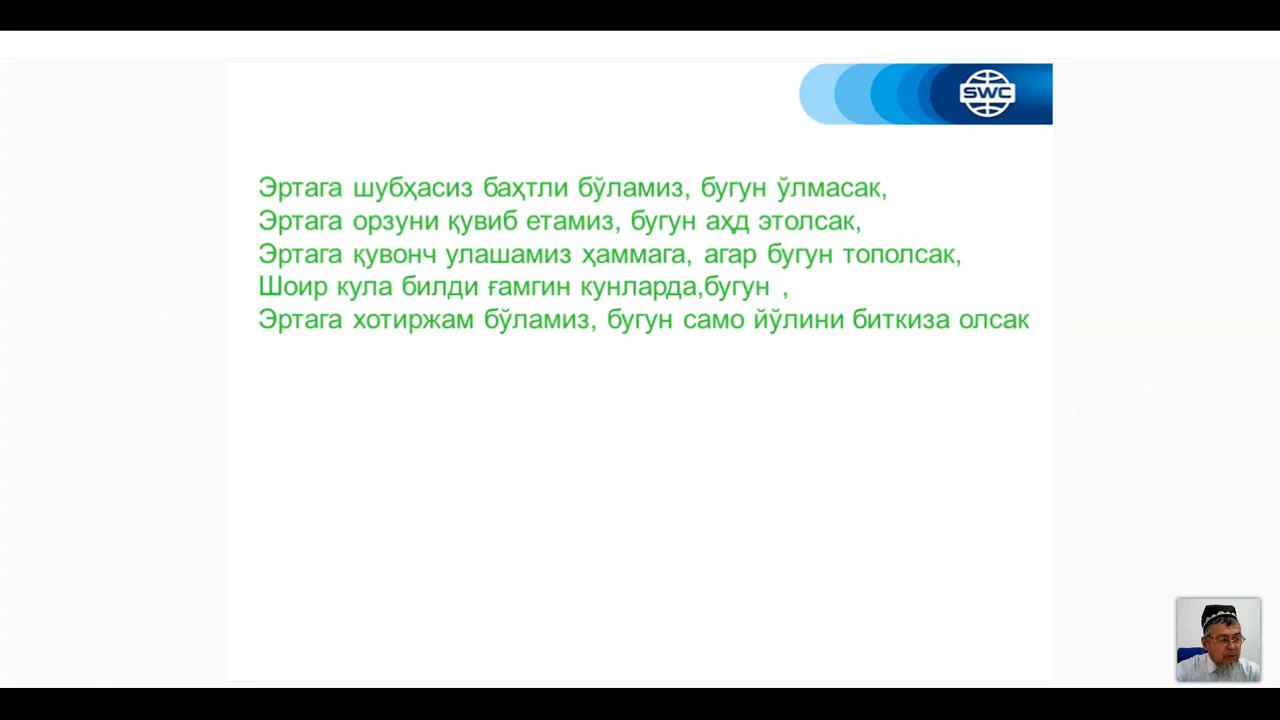 SWC
Эртага шубҳасиз баҳтли бўламиз, бугун ўлмасак,
Эртага орзуни қувиб етамиз, бугун аҳд этолсак,
Эртага қувонч улашамиз ҳаммага, агар бугун тополсак,
Шоир кула билди ғамгин кунларда,бугун ,
Эртага хотиржам бўламиз, бугун само йўлини биткиза олсак